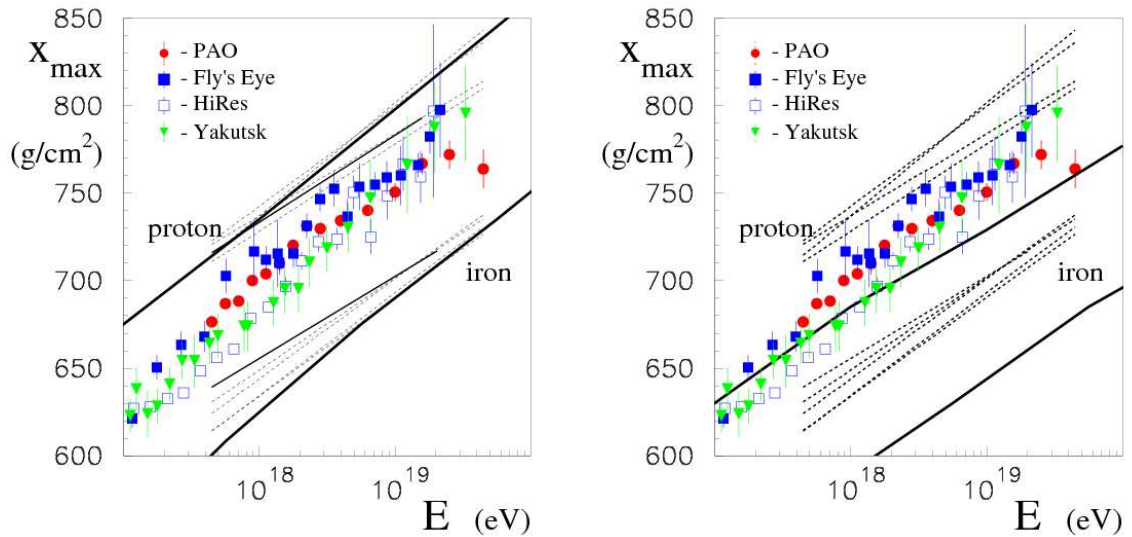 850
X_max
- PAO
- Fly's Eye
800
- HiRes
(g/cm^2)
- Yakutsk
750
proton
700
iron
650
600
10^18
10^19
E (eV)
850
X_max
- PAO
- Fly's Eye
800
- HiRes
(g/cm^2)
- Yakutsk
750
proton
700
iron
650
600
10^18
10^19
E (eV)